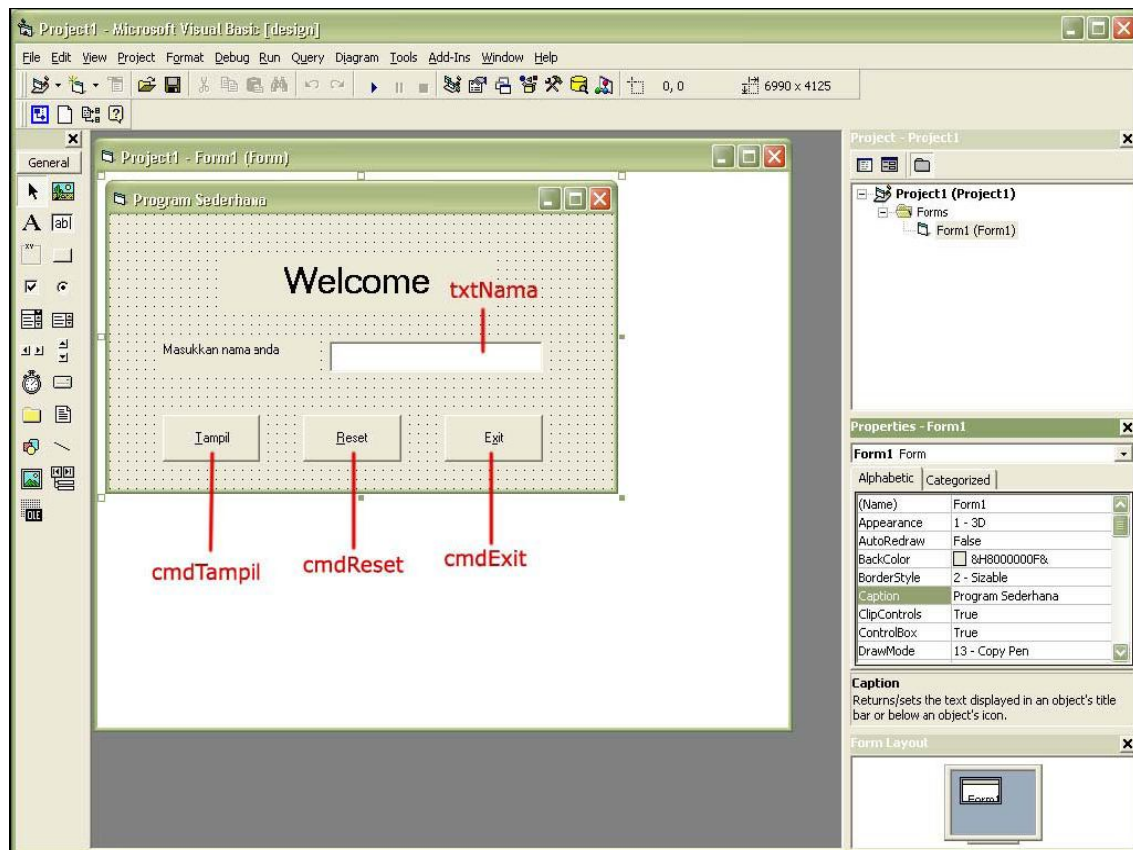 Project1 - Microsoft Visual Basic [design]
File Edit View Project Format Debug Run Query Diagram Tools Add-Ins Window Help
0, 0
6990 x 4125
General
A
ab|
XY
OLE
Project1 - Form1 (Form)
Program Sederhana
Welcome
txtNama
Masukkan nama anda
Tampil
Reset
Exit
cmdTampil
cmdReset
cmdExit
Project - Project1
Project1 (Project1)
Forms
Form1 (Form1)
Properties - Form1
Form1 Form
Alphabetic Categorized
(Name) Form1
Appearance 1 - 3D
AutoRedraw False
BackColor &H8000000F&
BorderStyle 2 - Sizable
Caption Program Sederhana
ClipControls True
ControlBox True
DrawMode 13 - Copy Pen
Caption
Returns/sets the text displayed in an object's title
bar or below an object's icon.
Form Layout
Form1